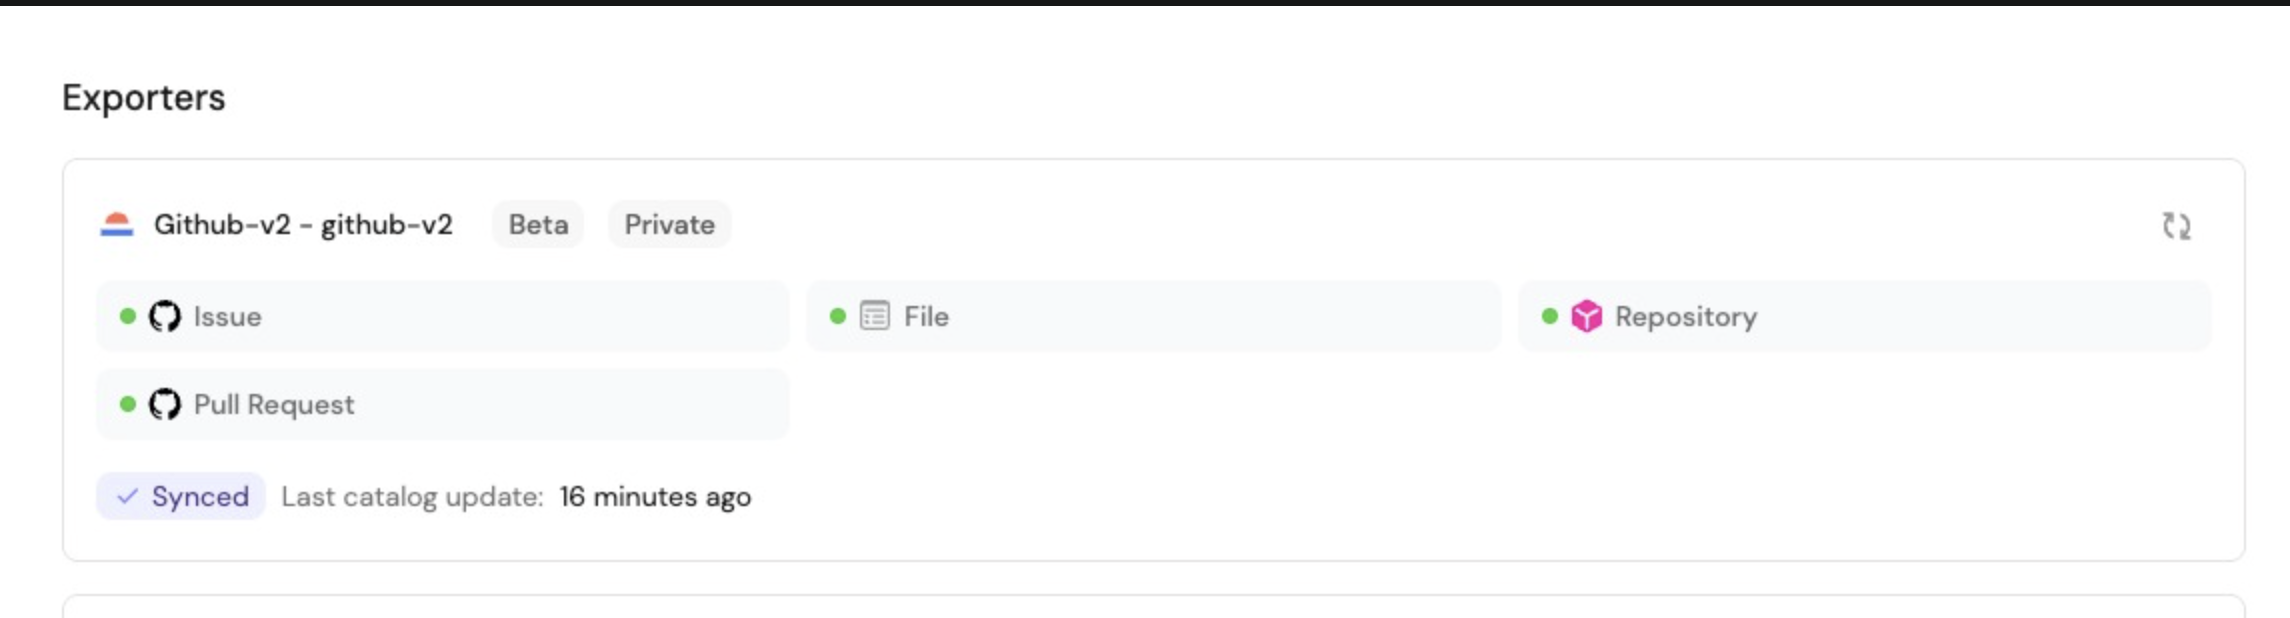 Exporters
Github-v2 - github-v2 Beta Private
Issue File Repository
Pull Request
Synced Last catalog update: 16 minutes ago